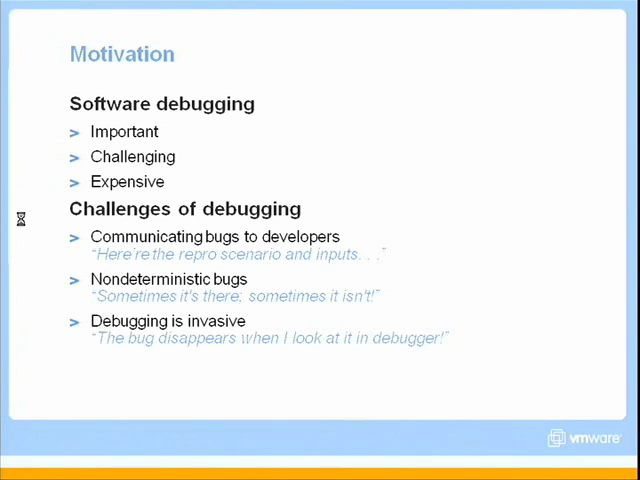 Motivation
Software debugging
> Important
> Challenging
> Expensive
Challenges of debugging
> Communicating bugs to developers
“Here're the repro scenario and inputs. . .”
> Nondeterministic bugs
“Sometimes it's there; sometimes it isn't!”
> Debugging is invasive
“The bug disappears when I look at it in debugger!”
vmware